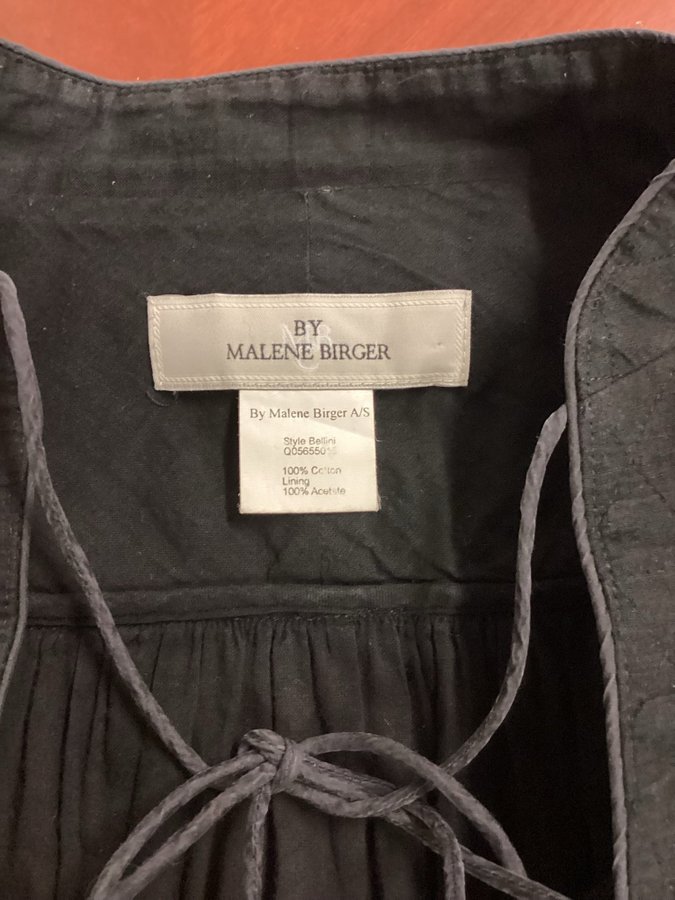 BY
MALENE BIRGER
By Malene Birger A/S
Style Bellini
100% Cotton
Lining
100% Acetate